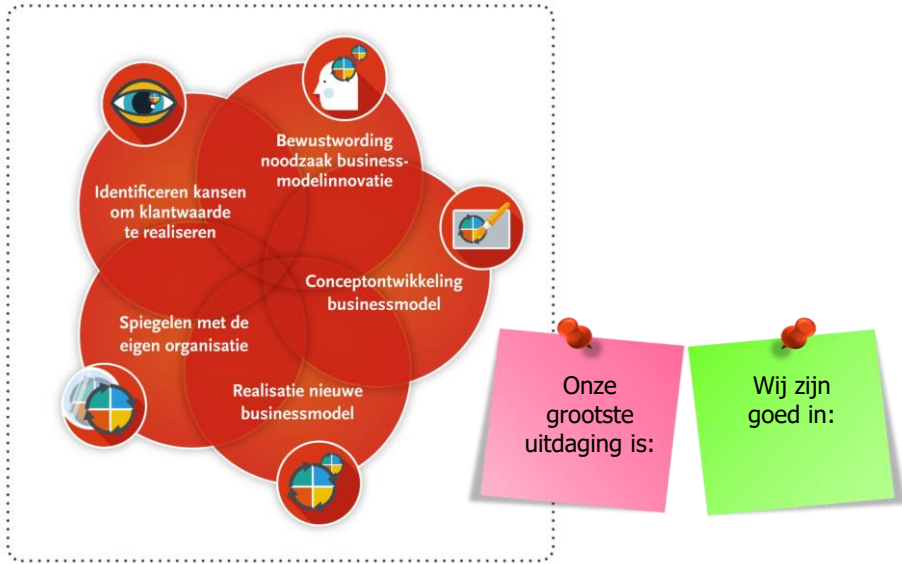 Bewustwording
noodzaak business-
modelinnovatie
Identificeren kansen
om klantwaarde
te realiseren
Conceptontwikkeling
businessmodel
Spiegelen met de
eigen organisatie
Realisatie nieuwe
businessmodel
Onze
grootste
uitdaging is:
Wij zijn
goed in: